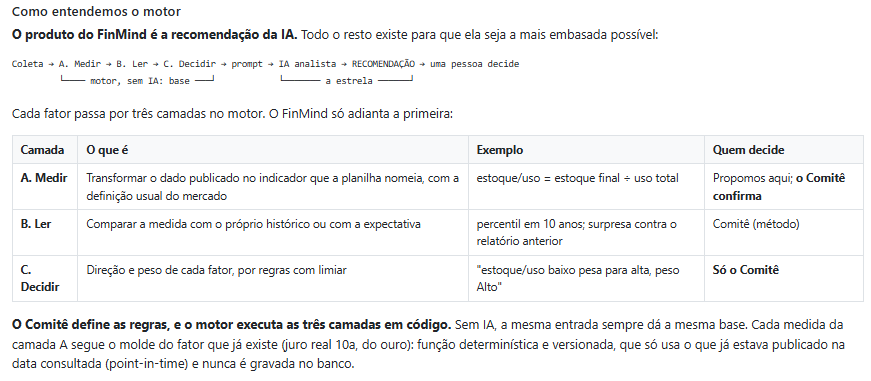 Como entendemos o motor
O produto do FinMind é a recomendação da IA. Todo o resto existe para que ela seja a mais embasada possível:
Coleta → A. Medir → B. Ler → C. Decidir → prompt → IA analista → RECOMENDAÇÃO → uma pessoa decide
└──── motor, sem IA: base ───┘ └─────── a estrela ──────┘
Cada fator passa por três camadas no motor. O FinMind só adianta a primeira:
Camada O que é Exemplo Quem decide
A. Medir Transformar o dado publicado no indicador que a planilha nomeia, com a definição usual do mercado estoque/uso = estoque final ÷ uso total Propomos aqui; o Comitê confirma
B. Ler Comparar a medida com o próprio histórico ou com a expectativa percentil em 10 anos; surpresa contra o relatório anterior Comitê (método)
C. Decidir Direção e peso de cada fator, por regras com limiar "estoque/uso baixo pesa para alta, peso Alto" Só o Comitê
O Comitê define as regras, e o motor executa as três camadas em código. Sem IA, a mesma entrada sempre dá a mesma base. Cada medida da
camada A segue o molde do fator que já existe (juro real 10a, do ouro): função determinística e versionada, que só usa o que já estava publicado na
data consultada (point-in-time) e nunca é gravada no banco.